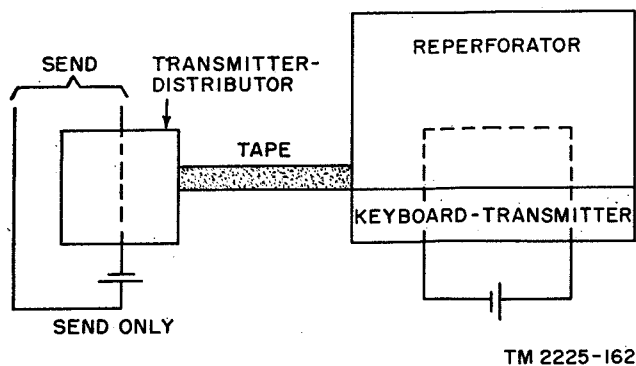 SEND
TRANSMITTER-
DISTRIBUTOR
TAPE
REPERFORATOR
KEYBOARD-TRANSMITTER
SEND ONLY
TM 2225-162